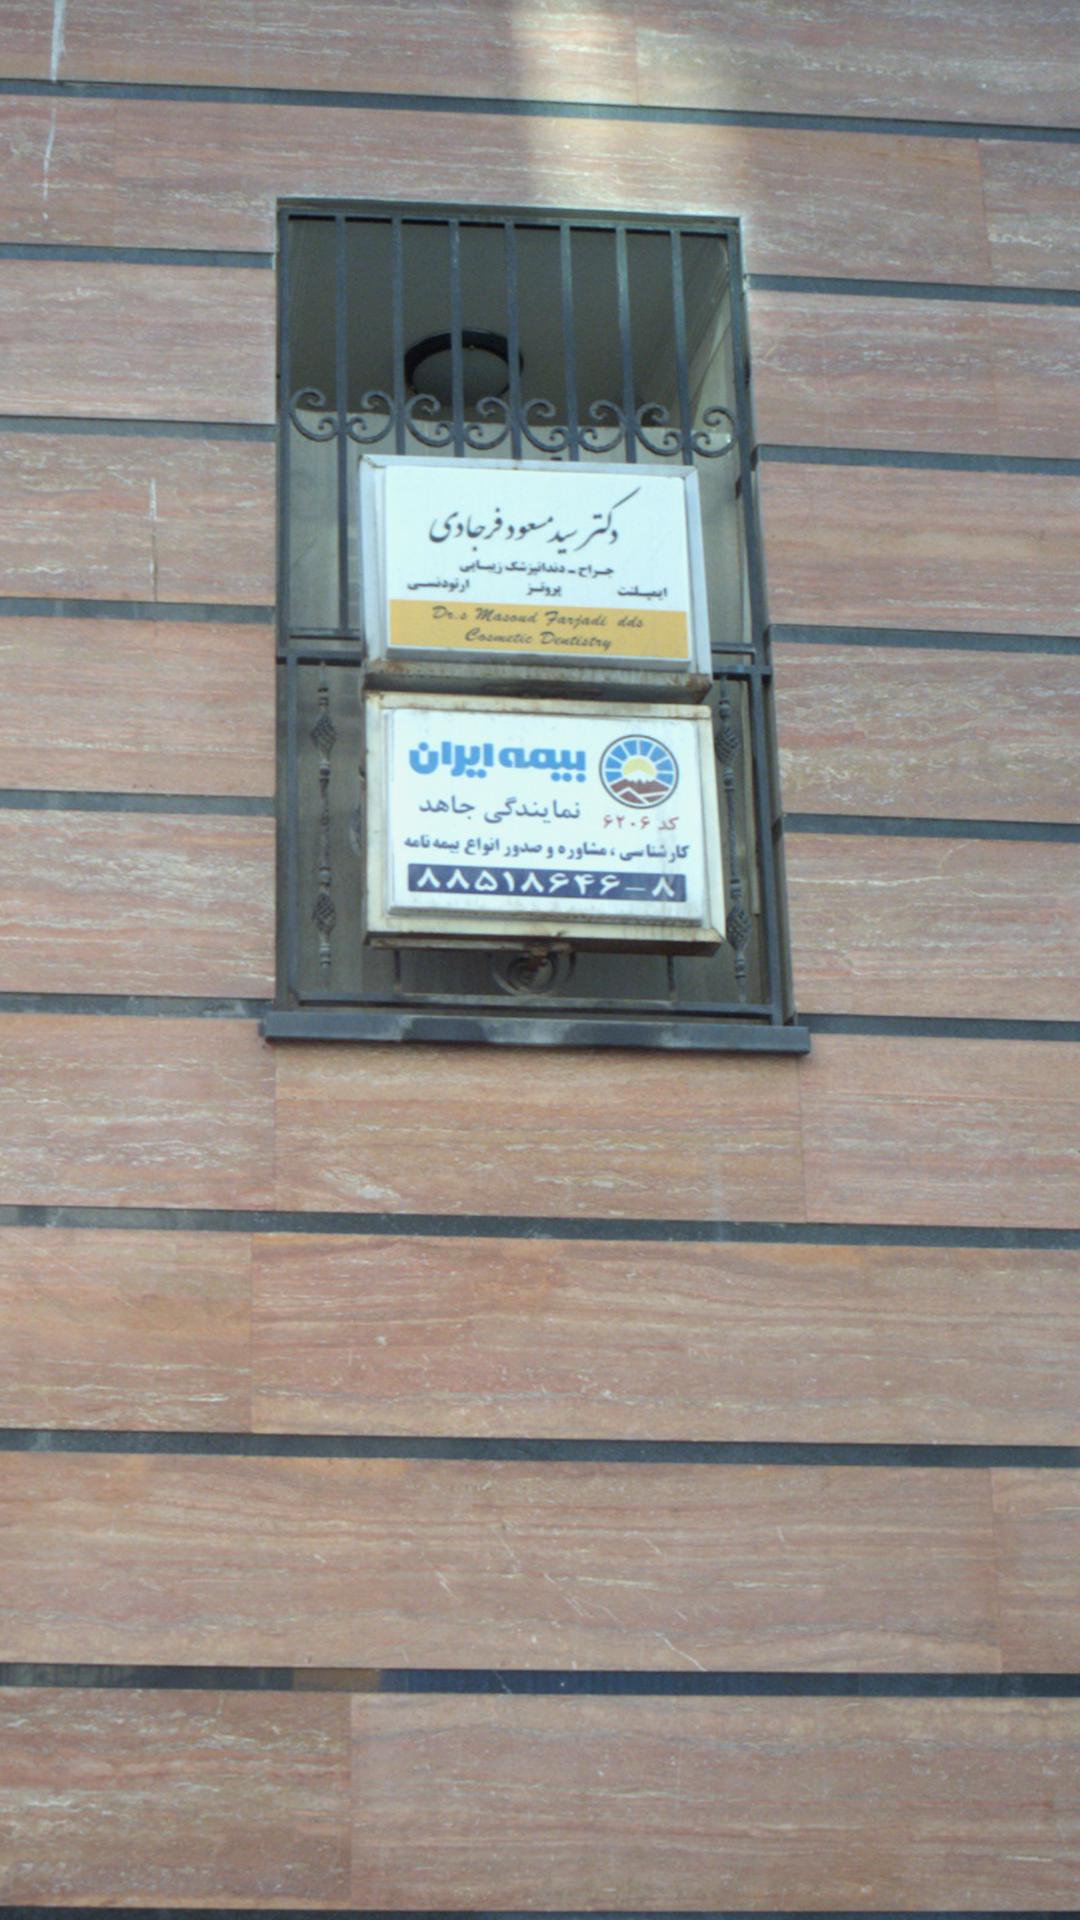 دکتر سید مسعود فرجادی
جراح - دندانپزشک زیبایی
ایمپلنت پروتز ارتودنسی
Dr.s Masoud Farjadi dds
Cosmetic Dentistry
بیمه ایران
نمایندگی جاهد
کد ۶۲۰۶
کارشناسی ، مشاوره و صدور انواع بیمه نامه
۸۸۵۱۸۶۴۶-۸